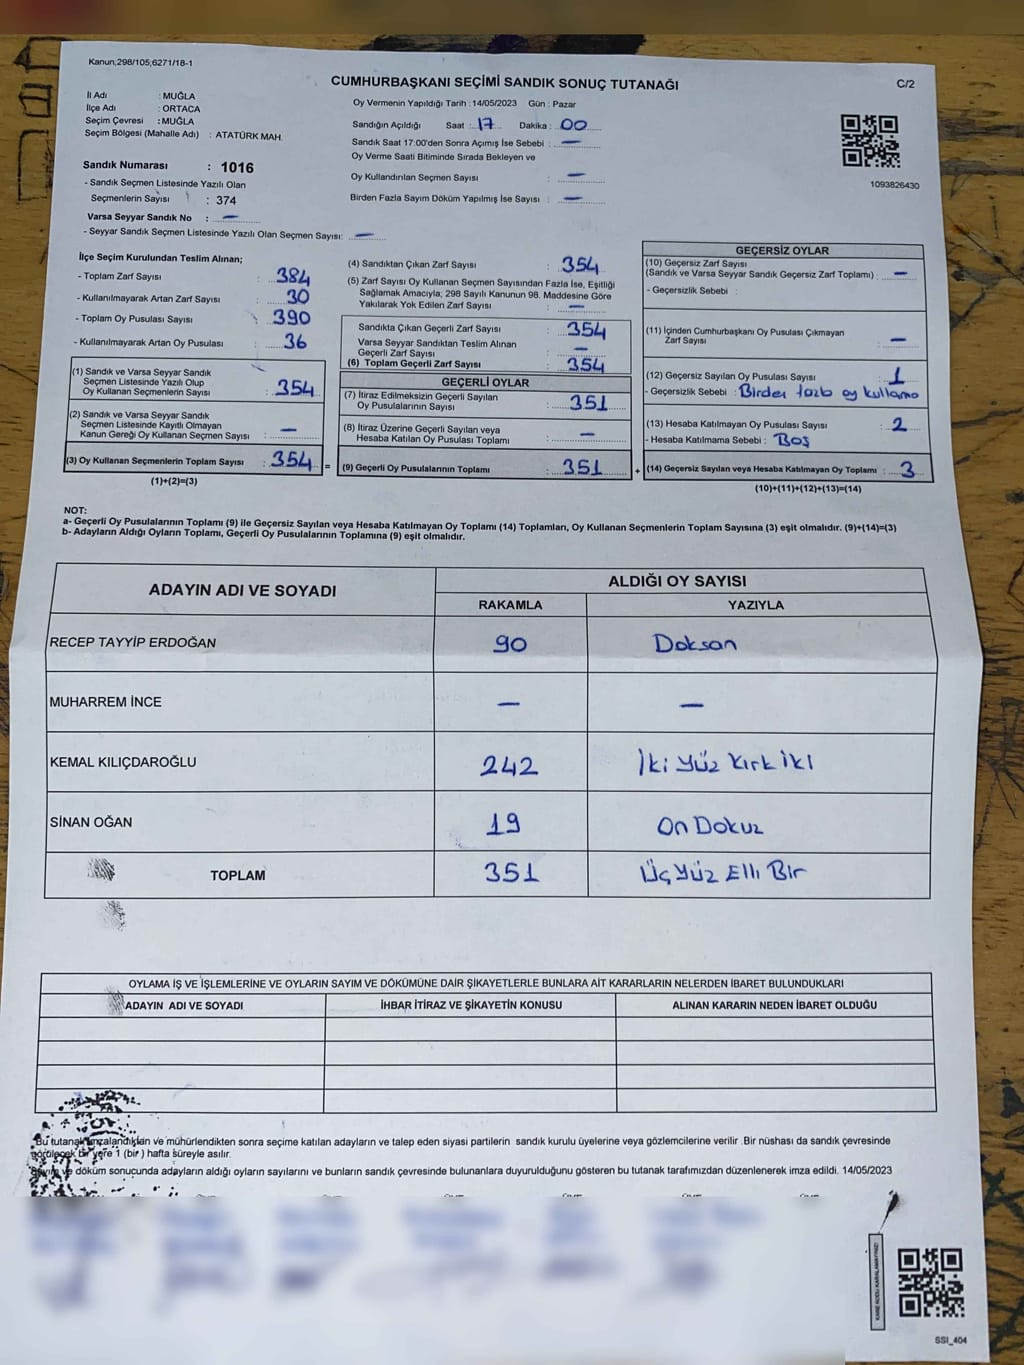 Kanun;298/105;6271/18-1
CUMHURBAŞKANI SEÇİMİ SANDIK SONUÇ TUTANAĞI
C/2
İl Adı : MUĞLA
İlçe Adı : ORTACA
Seçim Çevresi : MUĞLA
Seçim Bölgesi (Mahalle Adı) : ATATÜRK MAH.
Sandık Numarası : 1016
- Sandık Seçmen Listesinde Yazılı Olan
Seçmenlerin Sayısı : 374
Varsa Seyyar Sandık No : –
- Seyyar Sandık Seçmen Listesinde Yazılı Olan Seçmen Sayısı: –
Oy Vermenin Yapıldığı Tarih : 14/05/2023 Gün : Pazar
Sandığın Açıldığı Saat : 17 Dakika : 00
Sandık Saat 17:00'den Sonra Açımış İse Sebebi : –
Oy Verme Saati Bitiminde Sırada Bekleyen ve
Oy Kullandırılan Seçmen Sayısı : –
Birden Fazla Sayım Döküm Yapılmış İse Sayısı : –
1093826430
İlçe Seçim Kurulundan Teslim Alınan;
- Toplam Zarf Sayısı : 384
- Kullanılmayarak Artan Zarf Sayısı : 30
- Toplam Oy Pusulası Sayısı : 390
- Kullanılmayarak Artan Oy Pusulası : 36
(1) Sandık ve Varsa Seyyar Sandık
Seçmen Listesinde Yazılı Olup
Oy Kullanan Seçmenlerin Sayısı : 354
(2) Sandık ve Varsa Seyyar Sandık
Seçmen Listesinde Kayıtlı Olmayan
Kanun Gereği Oy Kullanan Seçmen Sayısı : –
(3) Oy Kullanan Seçmenlerin Toplam Sayısı : 354 =
(1)+(2)=(3)
(4) Sandıktan Çıkan Zarf Sayısı : 354
(5) Zarf Sayısı Oy Kullanan Seçmen Sayısından Fazla İse, Eşitliği
Sağlamak Amacıyla; 298 Sayılı Kanunun 98. Maddesine Göre
Yakılarak Yok Edilen Zarf Sayısı : –
Sandıkta Çıkan Geçerli Zarf Sayısı : 354
Varsa Seyyar Sandıktan Teslim Alınan
Geçerli Zarf Sayısı : –
(6) Toplam Geçerli Zarf Sayısı : 354
GEÇERLİ OYLAR
(7) İtiraz Edilmeksizin Geçerli Sayılan
Oy Pusulalarının Sayısı : 351
(8) İtiraz Üzerine Geçerli Sayılan veya
Hesaba Katılan Oy Pusulası Toplamı : –
(9) Geçerli Oy Pusulalarının Toplamı : 351 +
GEÇERSİZ OYLAR
(10) Geçersiz Zarf Sayısı
(Sandık ve Varsa Seyyar Sandık Geçersiz Zarf Toplamı) : –
- Geçersizlik Sebebi :
(11) İçinden Cumhurbaşkanı Oy Pusulası Çıkmayan
Zarf Sayısı : –
(12) Geçersiz Sayılan Oy Pusulası Sayısı : 1
- Geçersizlik Sebebi : Birden fazla oy kullama
(13) Hesaba Katılmayan Oy Pusulası Sayısı : 2
- Hesaba Katılmama Sebebi : Boş
(14) Geçersiz Sayılan veya Hesaba Katılmayan Oy Toplamı : 3
(10)+(11)+(12)+(13)=(14)
NOT:
a- Geçerli Oy Pusulalarının Toplamı (9) ile Geçersiz Sayılan veya Hesaba Katılmayan Oy Toplamı (14) Toplamları, Oy Kullanan Seçmenlerin Toplam Sayısına (3) eşit olmalıdır. (9)+(14)=(3)
b- Adayların Aldığı Oyların Toplamı, Geçerli Oy Pusulalarının Toplamına (9) eşit olmalıdır.
ADAYIN ADI VE SOYADI
ALDIĞI OY SAYISI
RAKAMLA YAZIYLA
RECEP TAYYİP ERDOĞAN 90 Doksan
MUHARREM İNCE – –
KEMAL KILIÇDAROĞLU 242 İki Yüz Kırk İki
SİNAN OĞAN 19 On Dokuz
TOPLAM 351 Üç Yüz Elli Bir
OYLAMA İŞ VE İŞLEMLERİNE VE OYLARIN SAYIM VE DÖKÜMÜNE DAİR ŞİKAYETLERLE BUNLARA AİT KARARLARIN NELERDEN İBARET BULUNDUKLARI
ADAYIN ADI VE SOYADI İHBAR İTİRAZ VE ŞİKAYETİN KONUSU ALINAN KARARIN NEDEN İBARET OLDUĞU
Bu tutanak imzalandıktan ve mühürlendikten sonra seçime katılan adayların ve talep eden siyasi partilerin sandık kurulu üyelerine veya gözlemcilerine verilir .Bir nüshası da sandık çevresinde
görülecek bir yere 1 (bir ) hafta süreyle asılır.
ve döküm sonucunda adayların aldığı oyların sayılarını ve bunların sandık çevresinde bulunanlara duyurulduğunu gösteren bu tutanak tarafımızdan düzenlenerek imza edildi. 14/05/2023
KARE KODU KARALAMAYINIZ!
SSI_404